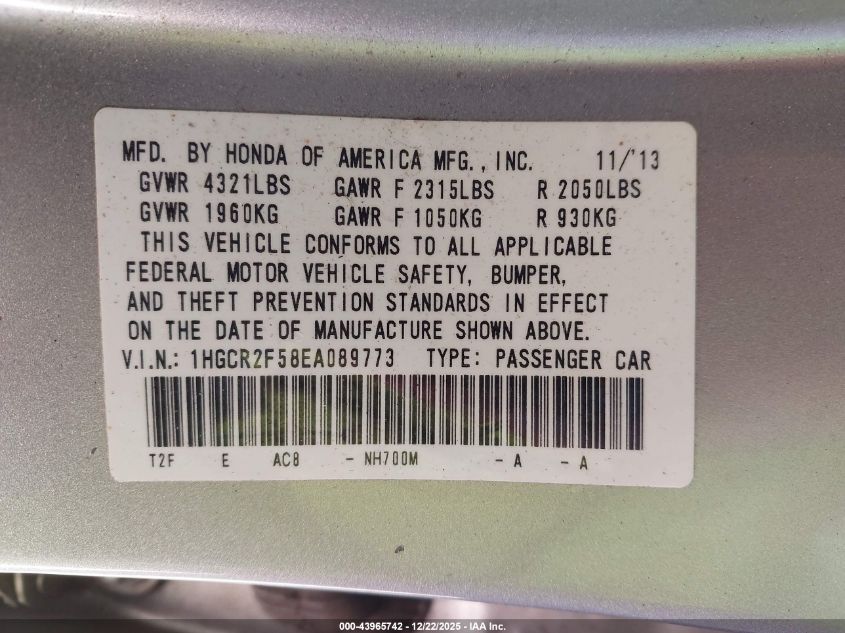 MFD. BY HONDA OF AMERICA MFG., INC. 11/'13
GVWR 4321LBS GAWR F 2315LBS R 2050LBS
GVWR 1960KG GAWR F 1050KG R 930KG
THIS VEHICLE CONFORMS TO ALL APPLICABLE
FEDERAL MOTOR VEHICLE SAFETY, BUMPER,
AND THEFT PREVENTION STANDARDS IN EFFECT
ON THE DATE OF MANUFACTURE SHOWN ABOVE.
V.I.N.: 1HGCR2F58EA089773 TYPE: PASSENGER CAR
T2F E AC8 - NH700M - A - A
000-43965742 - 12/22/2025 - IAA Inc.